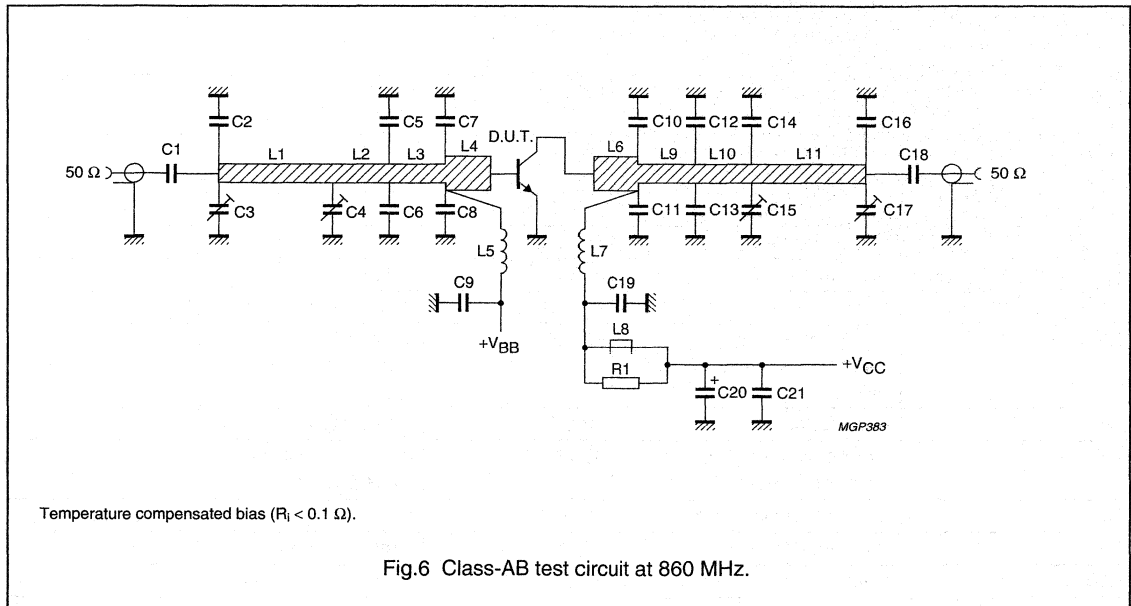 C2 C5 C7 D.U.T. C10 C12 C14 C16
C1 L1 L2 L3 L4 L6 L9 L10 L11 C18
50 Ω 50 Ω
C3 C4 C6 C8 C11 C13 C15 C17
L5 L7
C9 C19
+VBB L8
R1 +VCC
+ C20 C21
MGP383
Temperature compensated bias (Ri < 0.1 Ω).
Fig.6 Class-AB test circuit at 860 MHz.